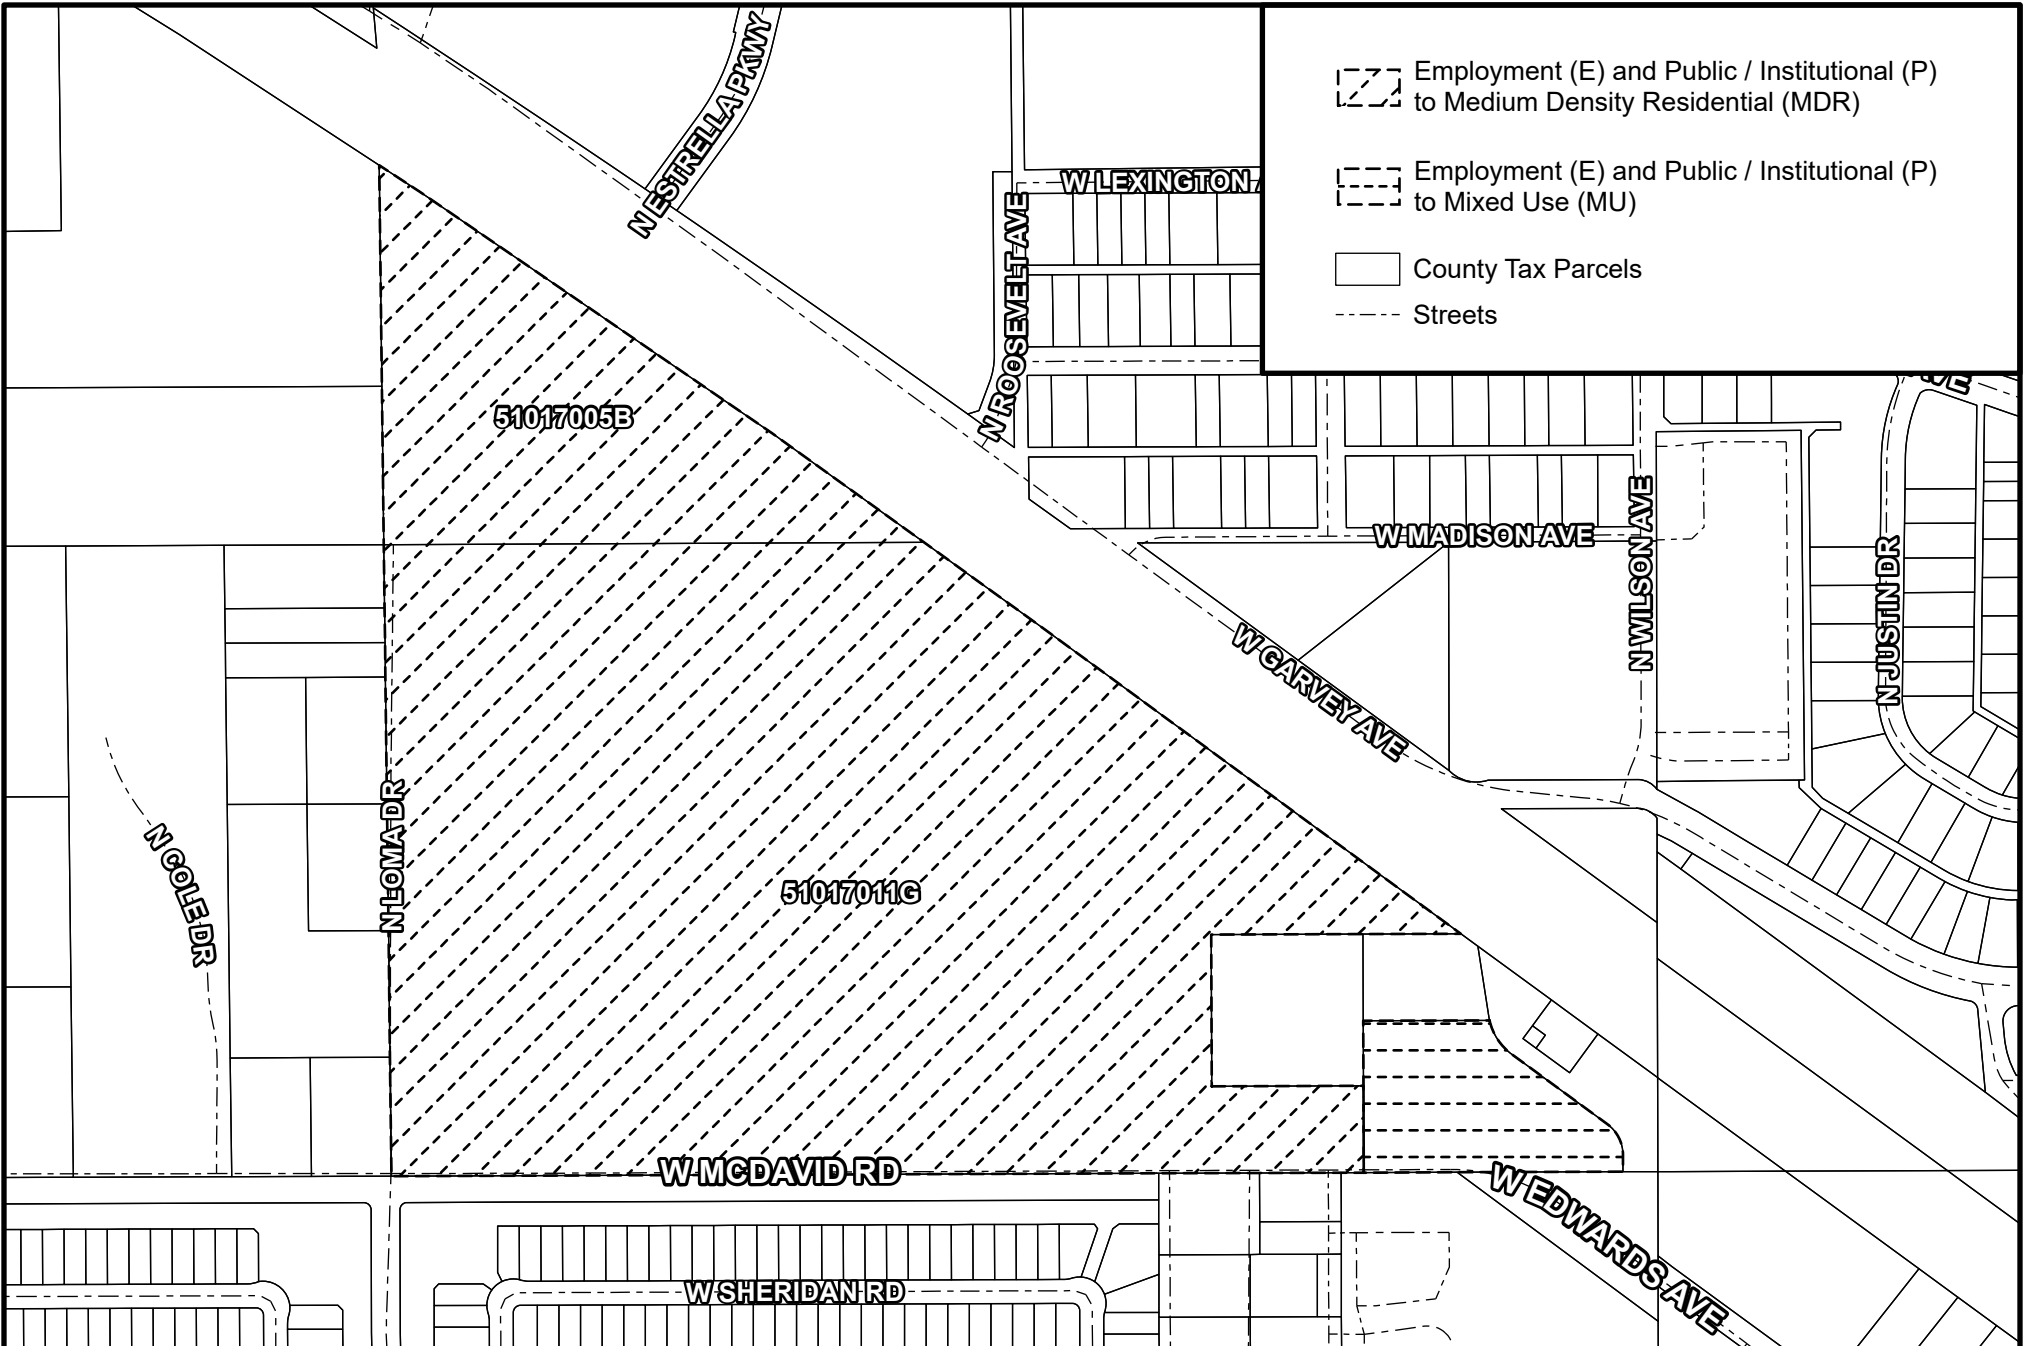 Employment (E) and Public / Institutional (P)
to Medium Density Residential (MDR)
Employment (E) and Public / Institutional (P)
to Mixed Use (MU)
County Tax Parcels
Streets
N ESTRELLA PKWY
W LEXINGTON
N ROOSEVELT AVE
AVE
51017005B
W MADISON AVE
N WILSON AVE
N JUSTIN DR
W GARVEY AVE
N LOMA DR
N COLE DR
51017011G
W MCDAVID RD
W EDWARDS AVE
W SHERIDAN RD